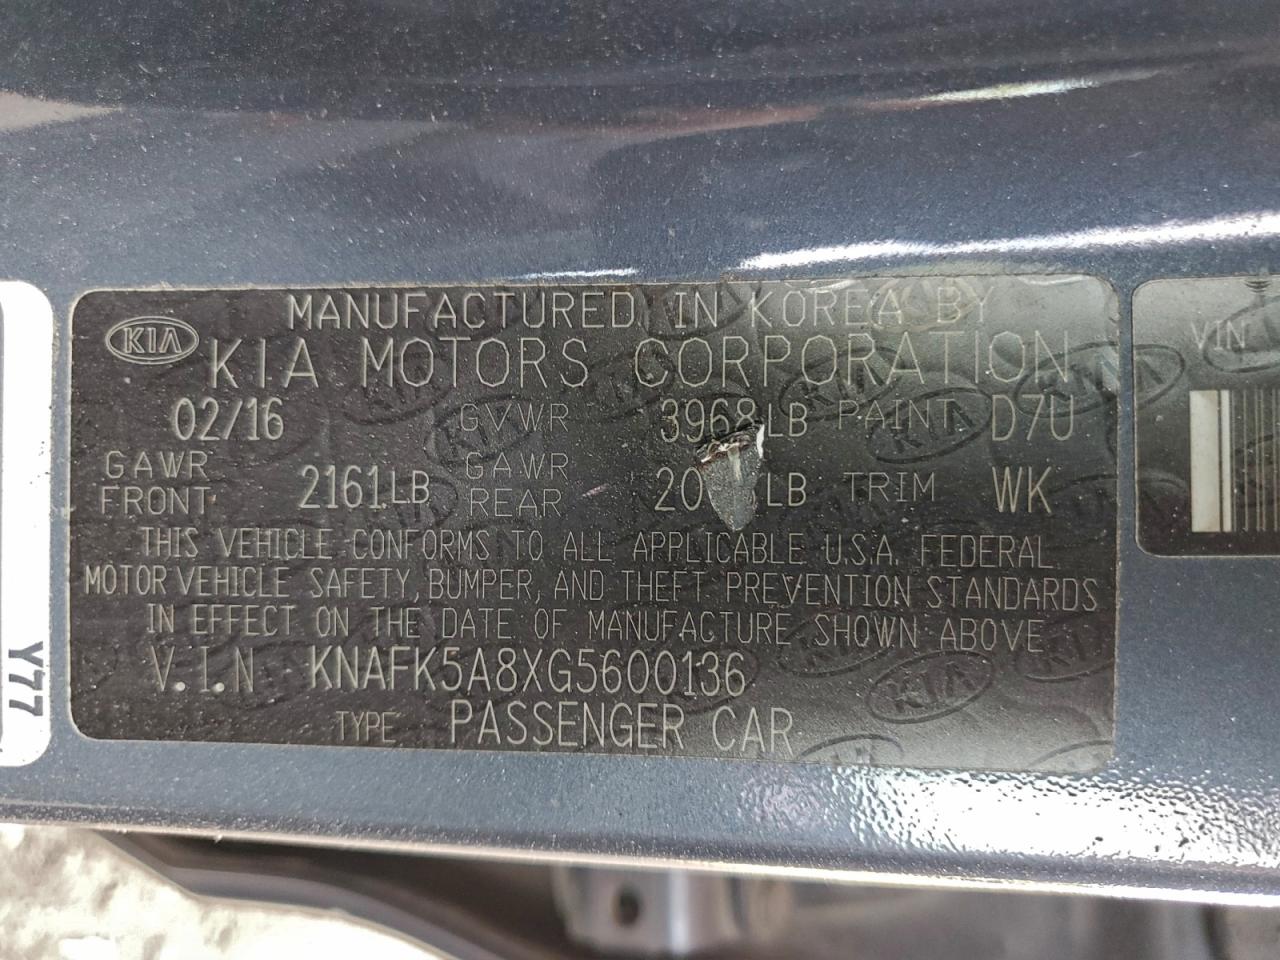 MANUFACTURED IN KOREA BY
KIA KIA MOTORS CORPORATION
02/16 GVWR 3968LB PAINT D7U
GAWR FRONT 2161LB GAWR REAR LB TRIM WK
THIS VEHICLE CONFORMS TO ALL APPLICABLE U.S.A. FEDERAL
MOTOR VEHICLE SAFETY, BUMPER, AND THEFT PREVENTION STANDARDS
IN EFFECT ON THE DATE OF MANUFACTURE SHOWN ABOVE
V.I.N KNAFK5A8XG5600136
TYPE PASSENGER CAR
VIN
Y77